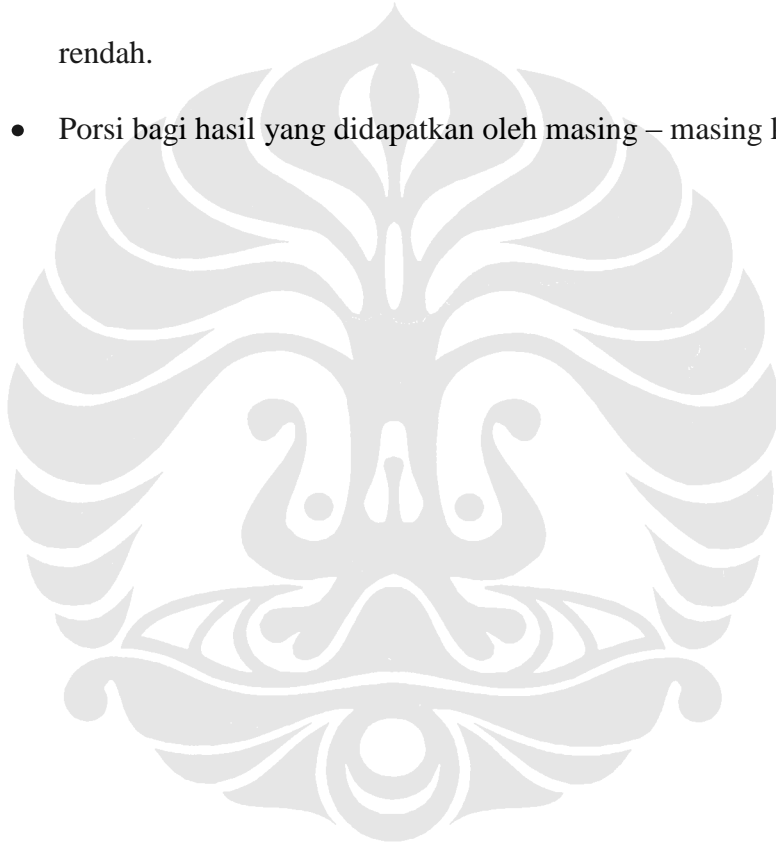 rendah.
• Porsi bagi hasil yang didapatkan oleh masing – masing